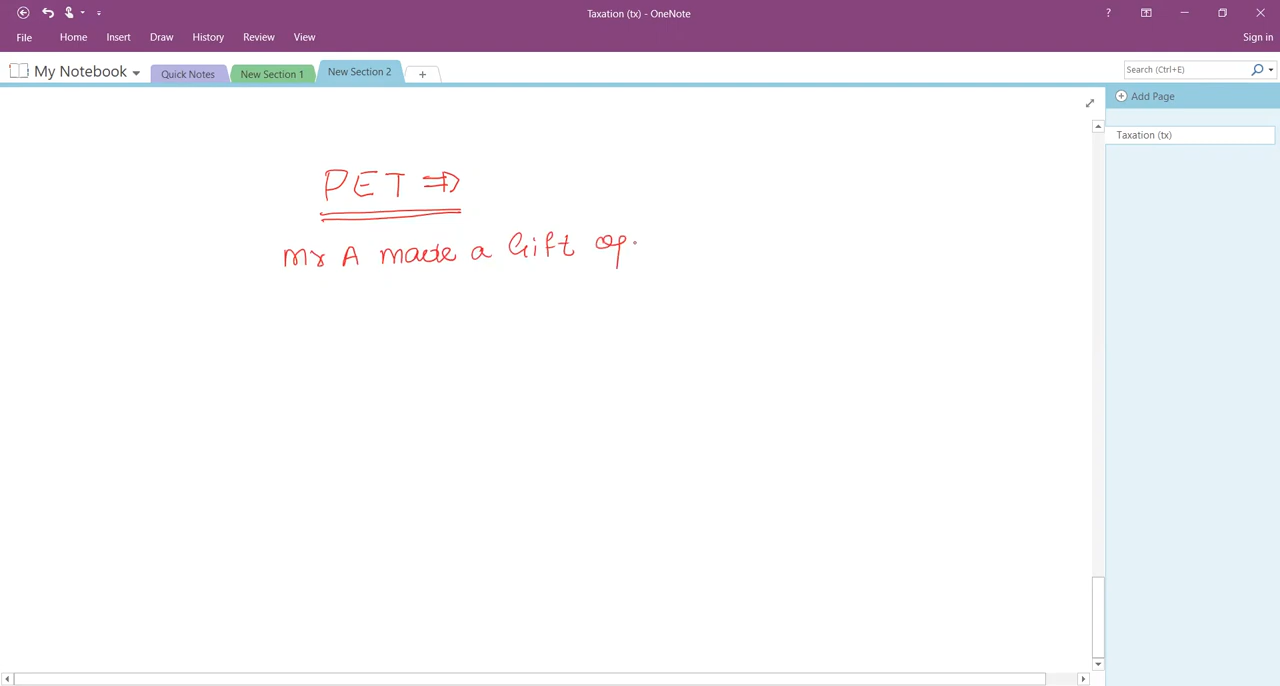 Taxation (tx) - OneNote
?
File Home Insert Draw History Review View
Sign in
My Notebook Quick Notes New Section 1 New Section 2 +
Search (Ctrl+E)
Add Page
Taxation (tx)
PET ⇒
Mr A made a Gift of